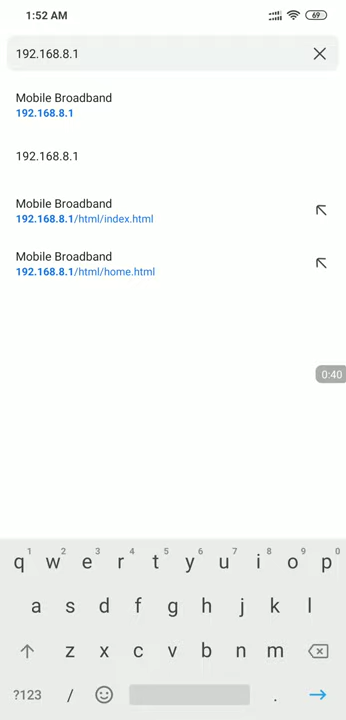 1:52 AM
69
192.168.8.1
Mobile Broadband
192.168.8.1
192.168.8.1
Mobile Broadband
192.168.8.1/html/index.html
Mobile Broadband
192.168.8.1/html/home.html
0:40
1 2 3 4 5 6 7 8 9 0
q w e r t y u i o p
a s d f g h j k l
z x c v b n m
?123 / .